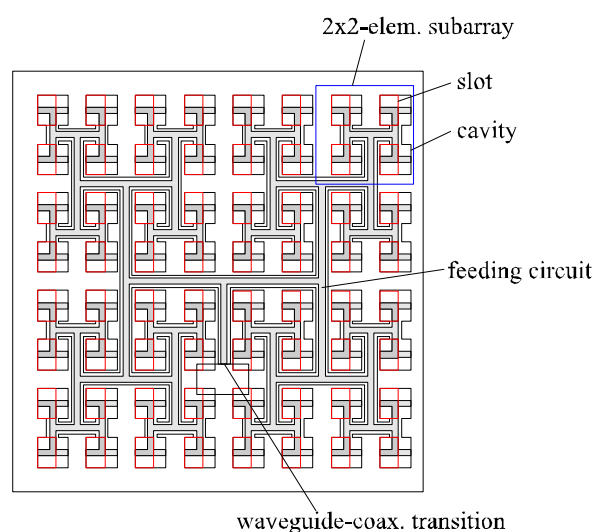 2x2-elem. subarray
slot
cavity
feeding circuit
waveguide-coax. transition